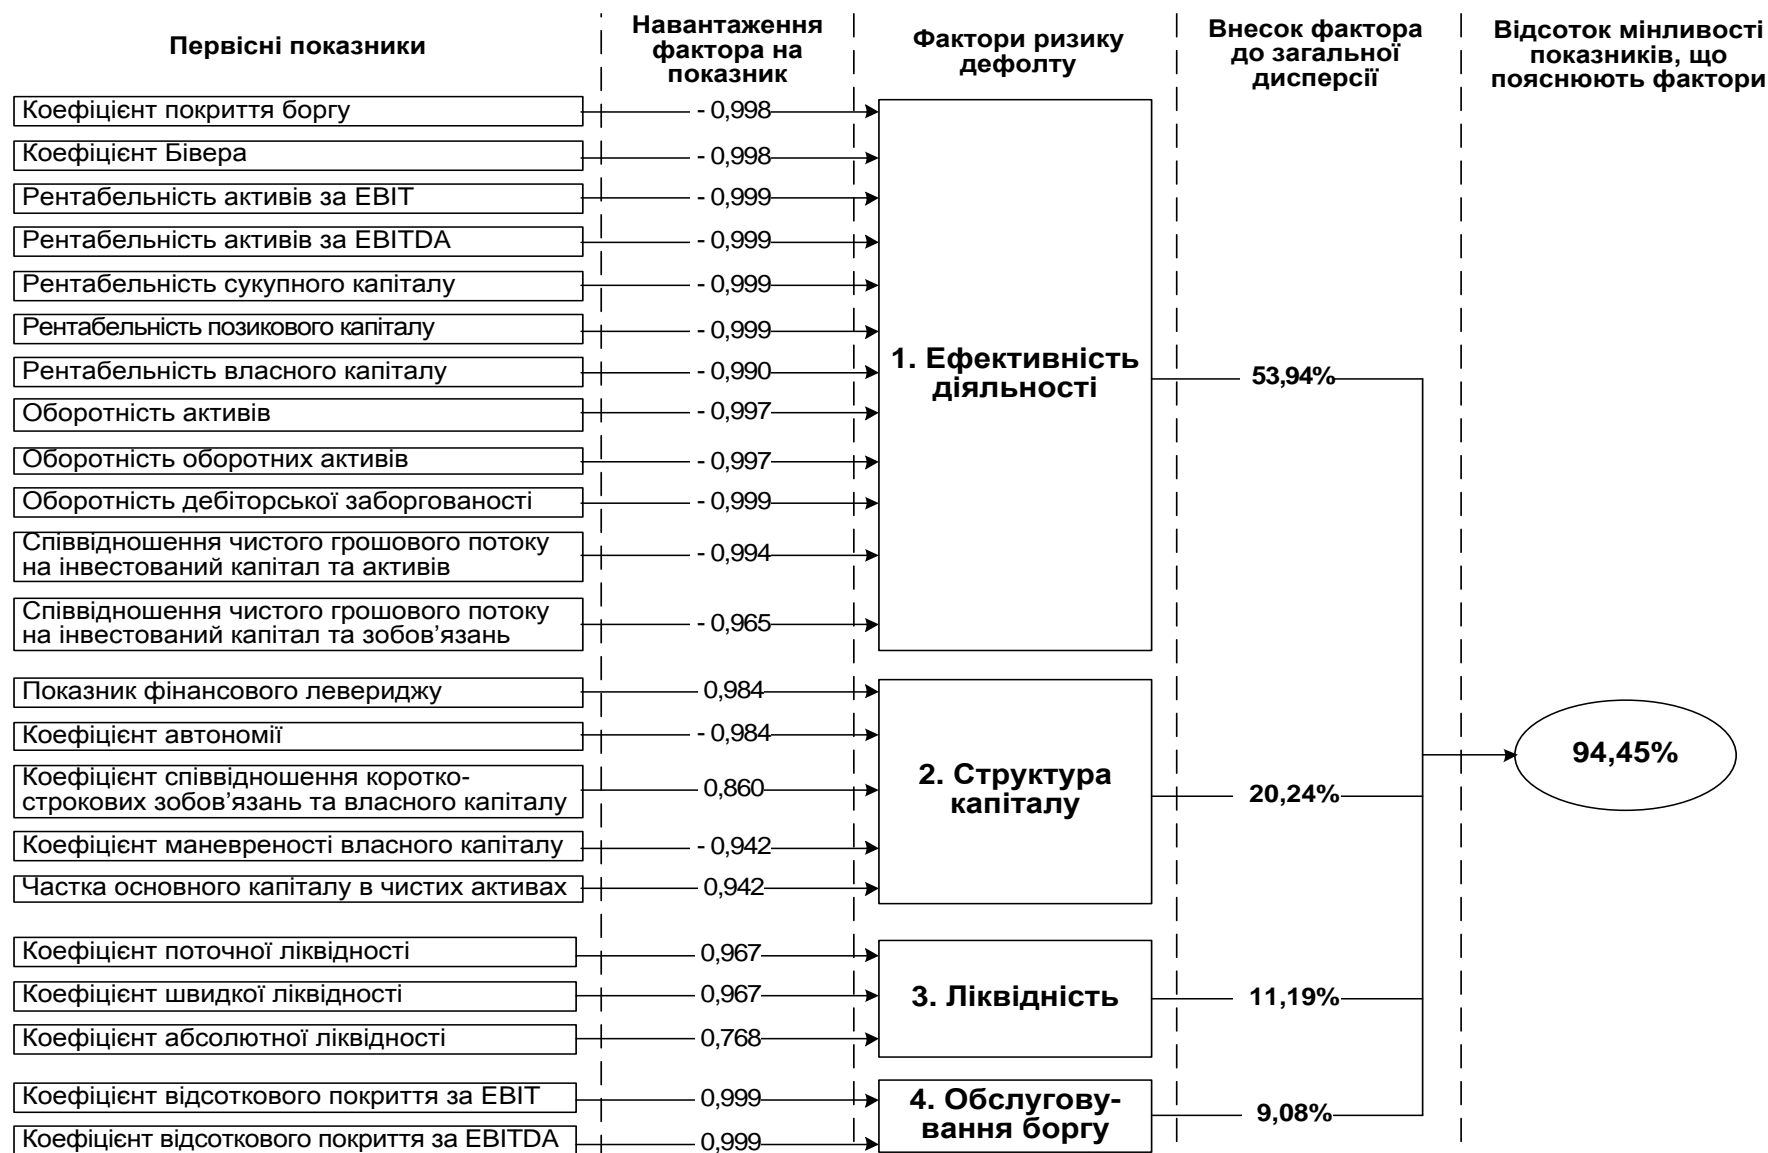 Первісні показники
Навантаження
фактора на
показник
Фактори ризику
дефолту
Внесок фактора
до загальної
дисперсії
Відсоток мінливості
показників, що
пояснюють фактори
Коефіцієнт покриття боргу
- 0,998
Коефіцієнт Бівера
- 0,998
Рентабельність активів за EBIT
- 0,999
Рентабельність активів за EBITDA
- 0,999
Рентабельність сукупного капіталу
- 0,999
Рентабельність позикового капіталу
- 0,999
Рентабельність власного капіталу
- 0,990
Оборотність активів
- 0,997
Оборотність оборотних активів
- 0,997
Оборотність дебіторської заборгованості
- 0,999
Співвідношення чистого грошового потоку
на інвестований капітал та активів
- 0,994
Співвідношення чистого грошового потоку
на інвестований капітал та зобов’язань
- 0,965
1. Ефективність
діяльності
53,94%
Показник фінансового левериджу
0,984
Коефіцієнт автономії
- 0,984
Коефіцієнт співвідношення коротко-
строкових зобов’язань та власного капіталу
0,860
Коефіцієнт маневреності власного капіталу
- 0,942
Частка основного капіталу в чистих активах
0,942
2. Структура
капіталу
20,24%
94,45%
Коефіцієнт поточної ліквідності
0,967
Коефіцієнт швидкої ліквідності
0,967
Коефіцієнт абсолютної ліквідності
0,768
3. Ліквідність
11,19%
Коефіцієнт відсоткового покриття за EBIT
0,999
Коефіцієнт відсоткового покриття за EBITDA
0,999
4. Обслугову-
вання боргу
9,08%